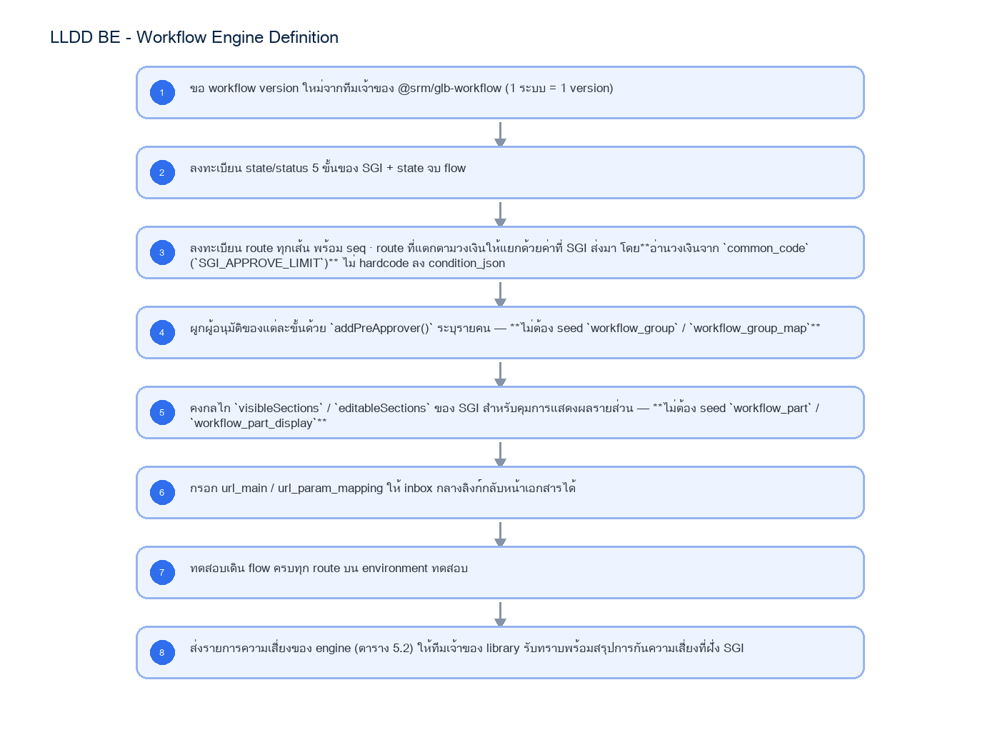 LLDD BE - Workflow Engine Definition
1 ขอ workflow version ใหม่จากทีมเจ้าของ @srm/glb-workflow (1 ระบบ = 1 version)
2 ลงทะเบียน state/status 5 ขั้นของ SGI + state จบ flow
3 ลงทะเบียน route ทุกเส้น พร้อม seq · route ที่แตกตามวงเงินให้แยกด้วยค่าที่ SGI ส่งมา โดย**อ่านวงเงินจาก `common_code`
(`SGI_APPROVE_LIMIT`)** ไม่ hardcode ลง condition_json
4 ผูกผู้อนุมัติของแต่ละขั้นด้วย `addPreApprover()` ระบุรายคน — **ไม่ต้อง seed `workflow_group` / `workflow_group_map`**
5 คงกลไก `visibleSections` / `editableSections` ของ SGI สำหรับคุมการแสดงผลรายส่วน — **ไม่ต้อง seed `workflow_part` /
`workflow_part_display`**
6 กรอก url_main / url_param_mapping ให้ inbox กลางลิงก์กลับหน้าเอกสารได้
7 ทดสอบเดิน flow ครบทุก route บน environment ทดสอบ
8 ส่งรายการความเสี่ยงของ engine (ตาราง 5.2) ให้ทีมเจ้าของ library รับทราบพร้อมสรุปการกันความเสี่ยงที่ฝั่ง SGI